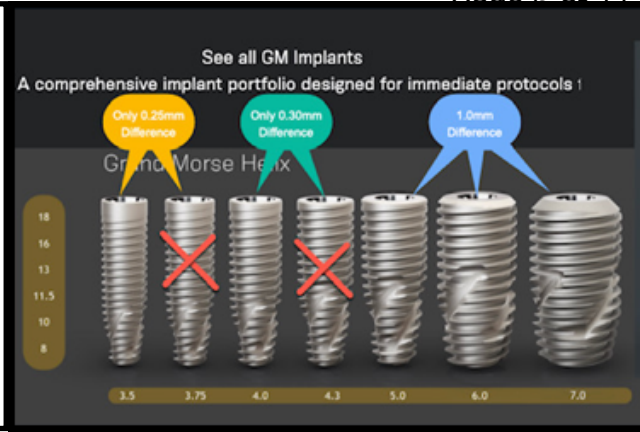 See all GM Implants
A comprehensive implant portfolio designed for immediate protocols
Only 0.25mm
Difference
Only 0.30mm
Difference
1.0mm
Difference
Grand Morse Helix
18
16
13
11.5
10
8
3.5 3.75 4.0 4.3 5.0 6.0 7.0